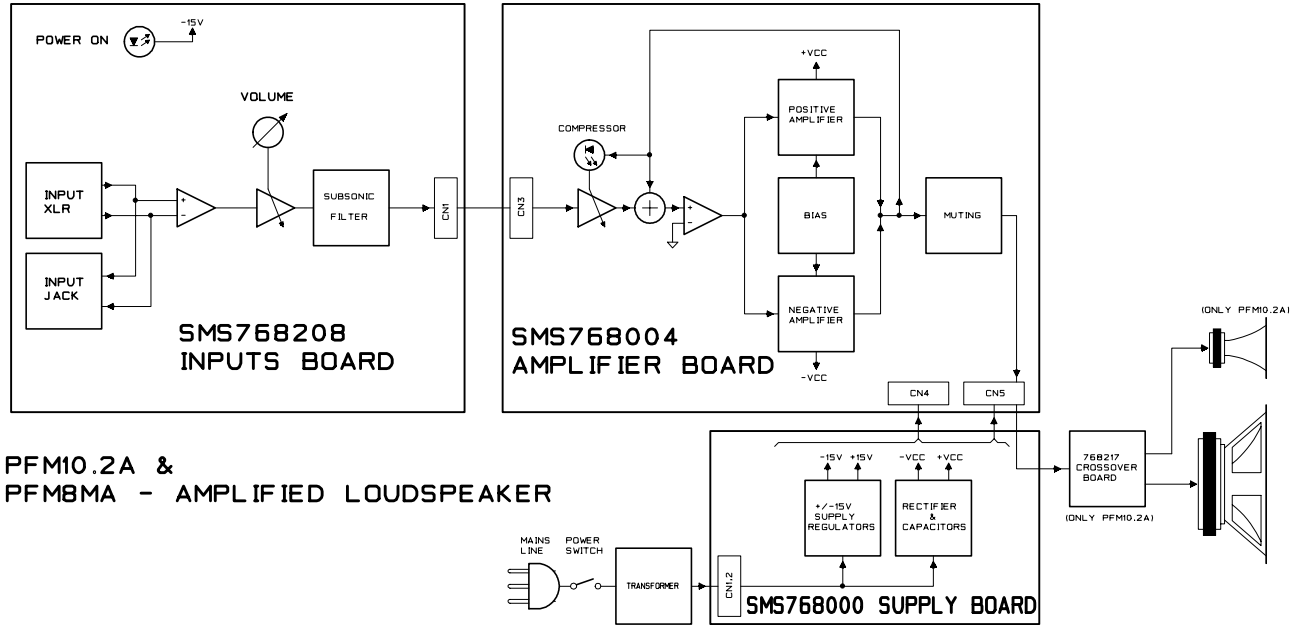 POWER ON
-15V
VOLUME
INPUT
XLR
+
-
SUBSONIC
FILTER
CN1
INPUT
JACK
SMS768208
INPUTS BOARD
CN3
COMPRESSOR
+
-
+VCC
POSITIVE
AMPLIFIER
BIAS
MUTING
NEGATIVE
AMPLIFIER
-VCC
SMS768004
AMPLIFIER BOARD
CN4
CN5
(ONLY PFM10.2A)
PFM10.2A &
PFM8MA - AMPLIFIED LOUDSPEAKER
-15V +15V
-VCC +VCC
+/-15V
SUPPLY
REGULATORS
RECTIFIER
&
CAPACITORS
768217
CROSSOVER
BOARD
(ONLY PFM10.2A)
MAINS
LINE
POWER
SWITCH
TRANSFORMER
CN1,2
SMS768000 SUPPLY BOARD